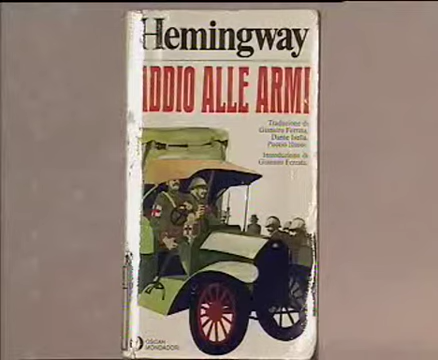 Hemingway
ADDIO ALLE ARMI
Traduzione di
Giansiro Ferrata,
Dante Isella,
Puccio Russo.
Introduzione di
Giansiro Ferrata.
OSCAR
MONDADORI